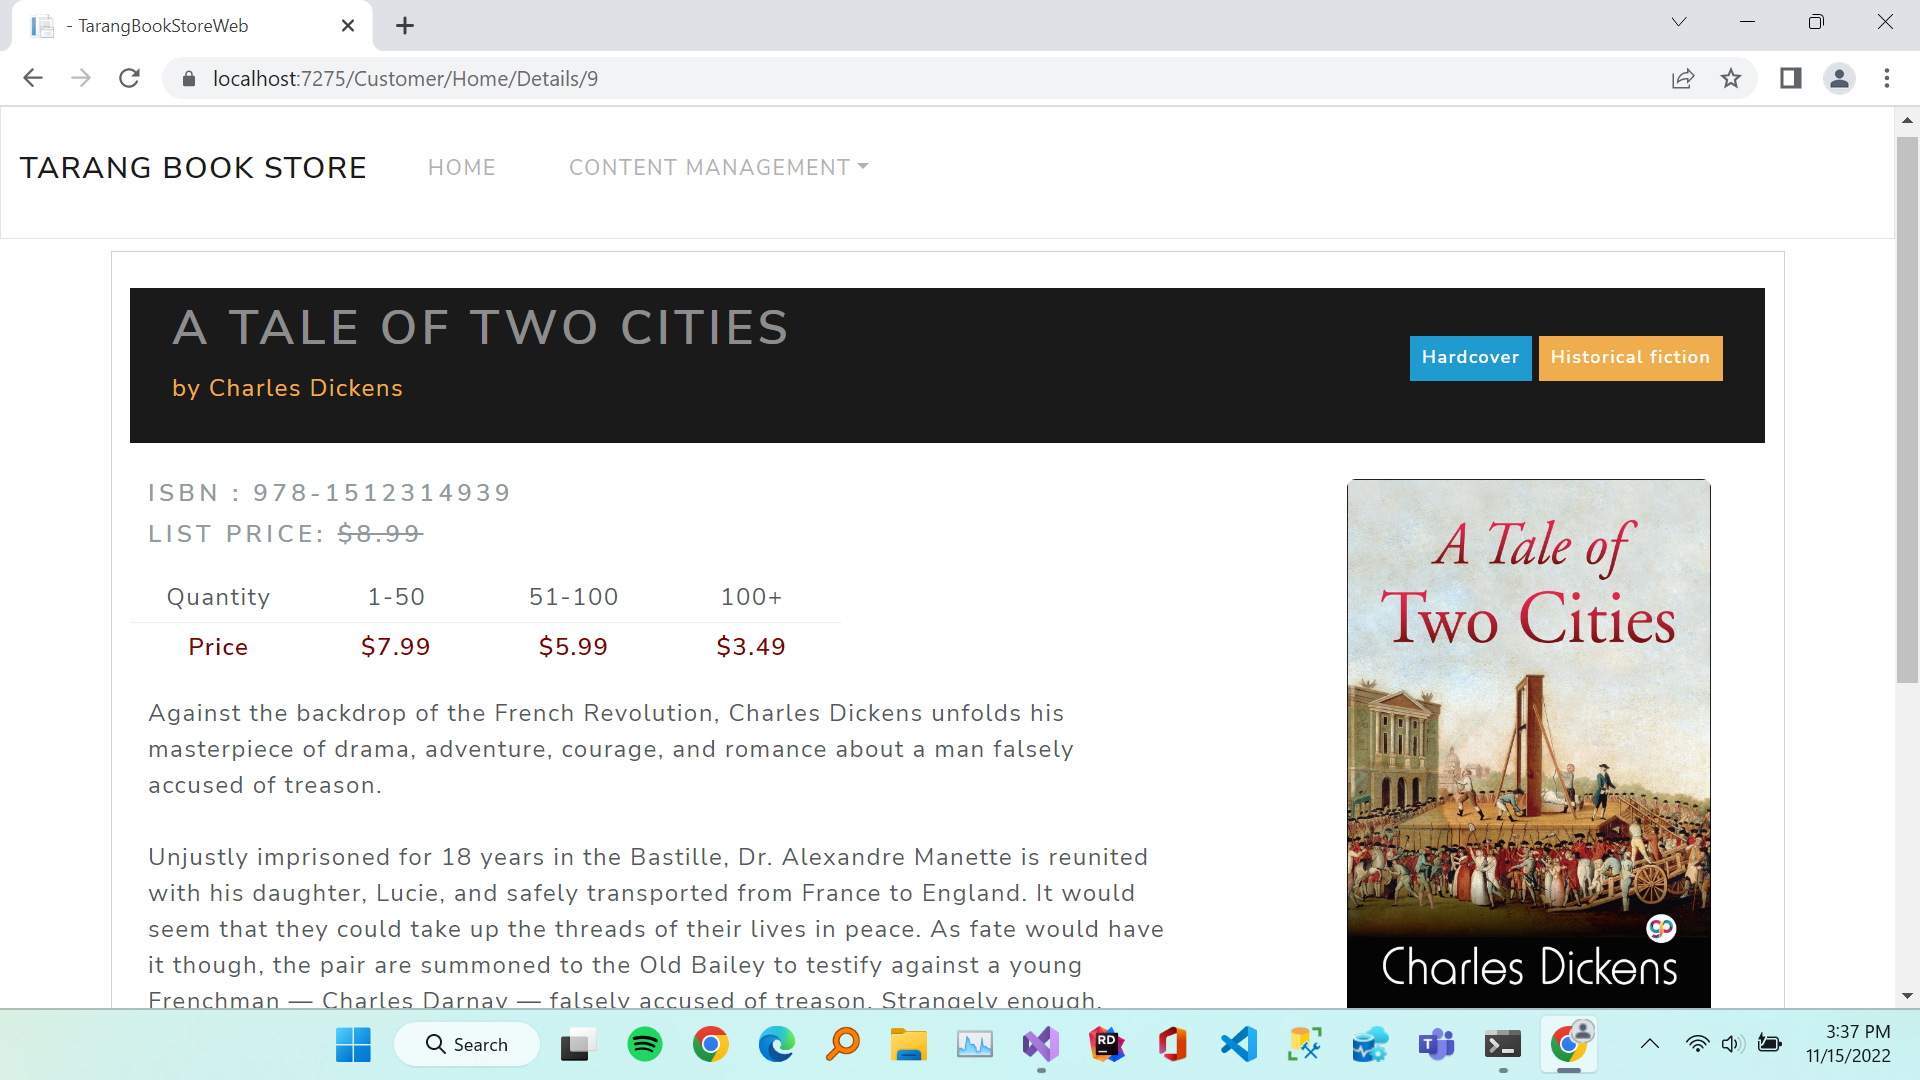 - TarangBookStoreWeb
localhost:7275/Customer/Home/Details/9
TARANG BOOK STORE HOME CONTENT MANAGEMENT
A TALE OF TWO CITIES
by Charles Dickens
Hardcover Historical fiction
ISBN : 978-1512314939
LIST PRICE: $8.99
Quantity 1-50 51-100 100+
Price $7.99 $5.99 $3.49
Against the backdrop of the French Revolution, Charles Dickens unfolds his
masterpiece of drama, adventure, courage, and romance about a man falsely
accused of treason.
Unjustly imprisoned for 18 years in the Bastille, Dr. Alexandre Manette is reunited
with his daughter, Lucie, and safely transported from France to England. It would
seem that they could take up the threads of their lives in peace. As fate would have
it though, the pair are summoned to the Old Bailey to testify against a young
Frenchman — Charles Darnay — falsely accused of treason. Strangely enough,
A Tale of
Two Cities
gp
Charles Dickens
Search
RD
T
3:37 PM
11/15/2022